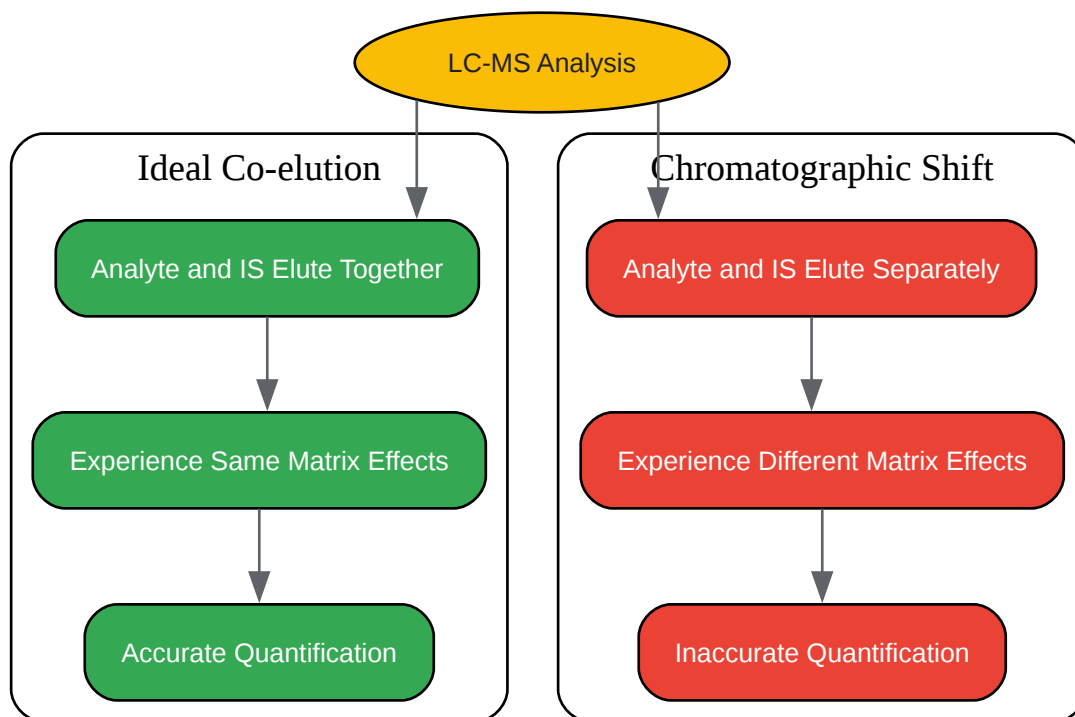 LC-MS Analysis
Ideal Co-elution
Analyte and IS Elute Together
Experience Same Matrix Effects
Accurate Quantification
Chromatographic Shift
Analyte and IS Elute Separately
Experience Different Matrix Effects
Inaccurate Quantification